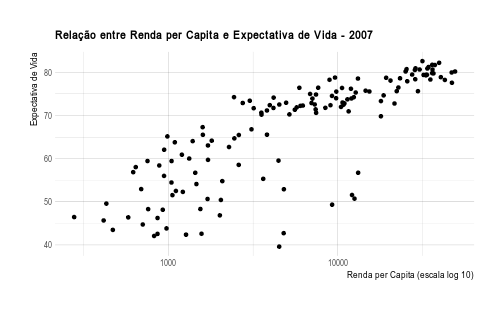 Relação entre Renda per Capita e Expectativa de Vida - 2007
Expectativa de Vida
80
70
60
50
40
1000
10000
Renda per Capita (escala log 10)